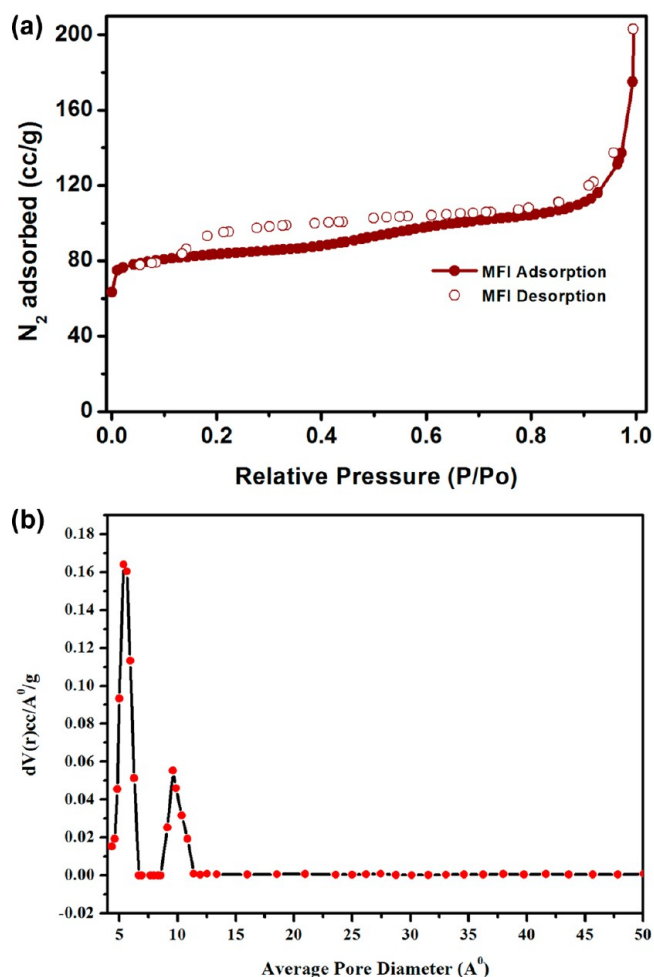 (a)
200
160
120
80
40
0
N₂ adsorbed (cc/g)
MFI Adsorption
MFI Desorption
0.0 0.2 0.4 0.6 0.8 1.0
Relative Pressure (P/Po)
(b)
0.18
0.16
0.14
0.12
0.10
0.08
0.06
0.04
0.02
0.00
-0.02
dV(r)cc/A⁰/g
5 10 15 20 25 30 35 40 45 50
Average Pore Diameter (A⁰)